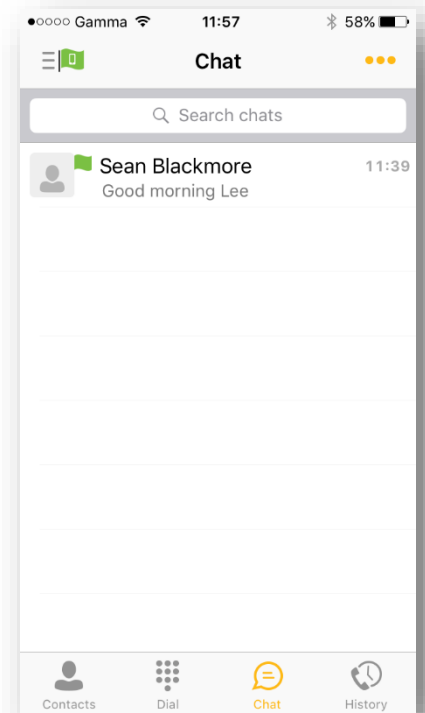 Gamma 11:57 58%
Chat
Search chats
Sean Blackmore 11:39
Good morning Lee
Contacts Dial Chat History